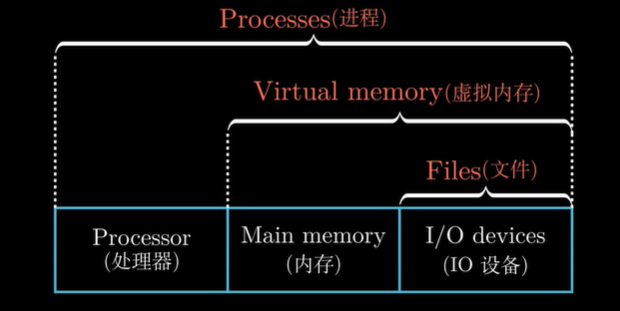 Processes(进程)
Virtual memory(虚拟内存)
Files(文件)
Processor
(处理器)
Main memory
(内存)
I/O devices
(IO 设备)